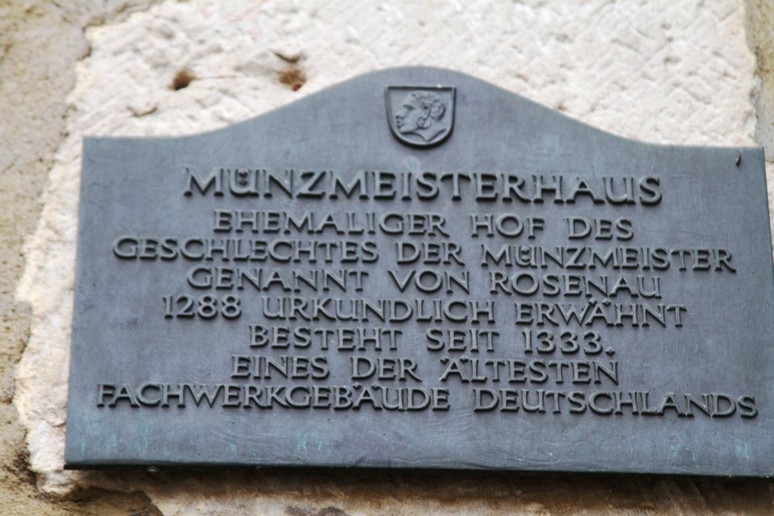 MÜNZMEISTERHAUS
EHEMALIGER HOF DES
GESCHLECHTES DER MÜNZMEISTER
GENANNT VON ROSENAU
1288 URKUNDLICH ERWÄHNT
BESTEHT SEIT 1333.
EINES DER ÄLTESTEN
FACHWERKGEBÄUDE DEUTSCHLANDS